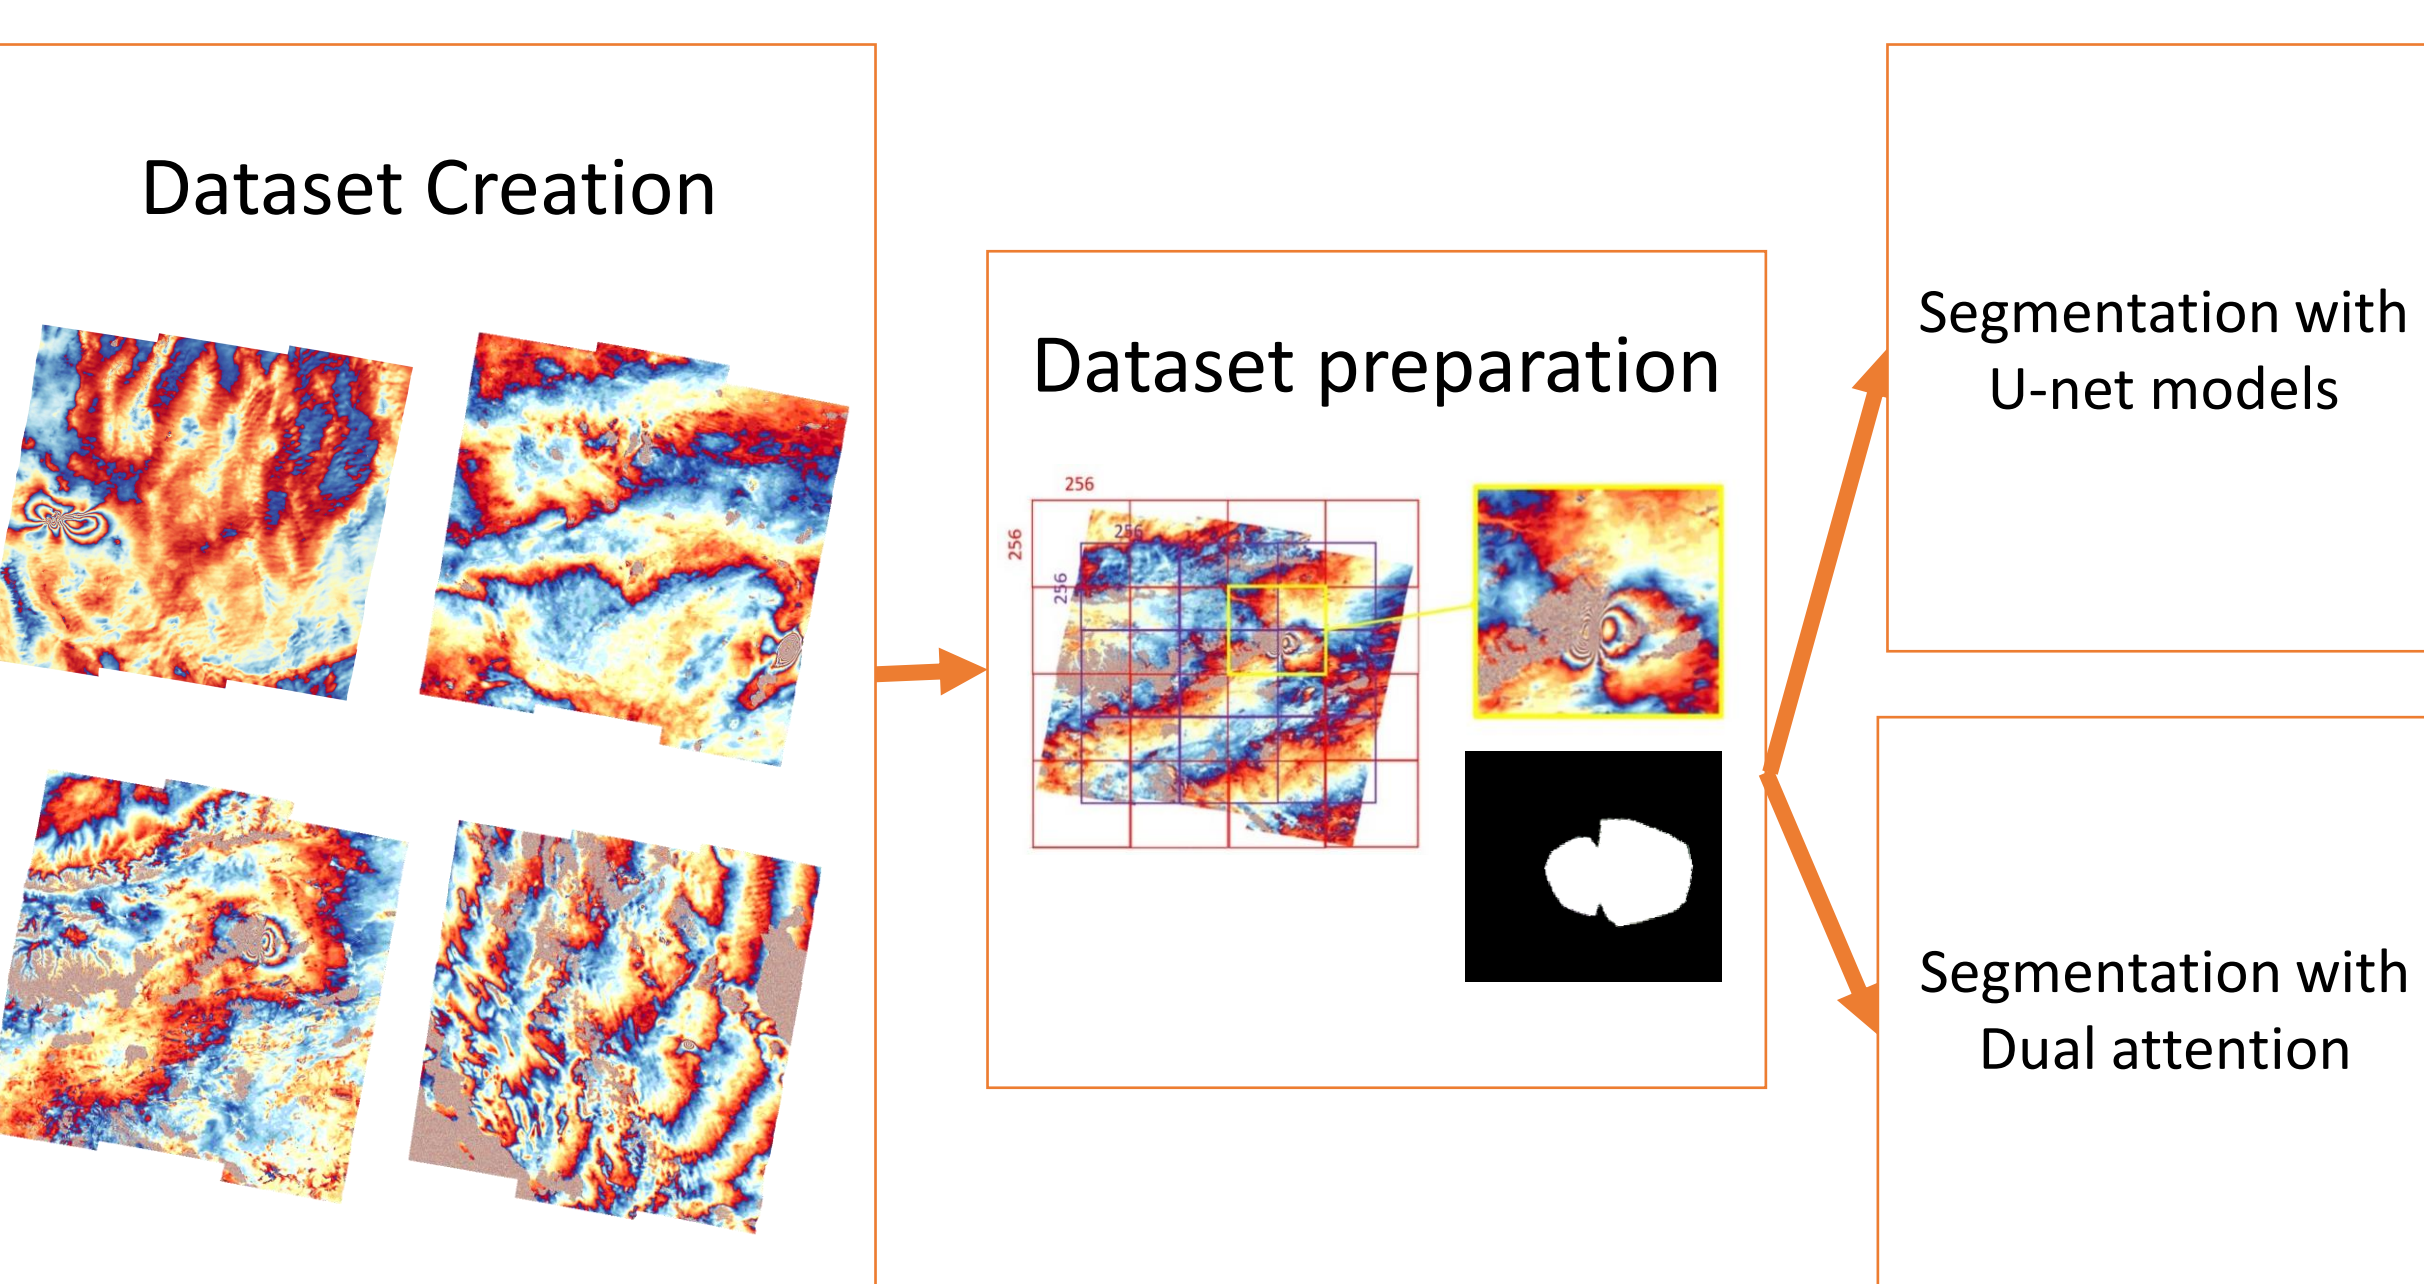 Dataset Creation
Dataset preparation
256
256
256
256
Segmentation with
U-net models
Segmentation with
Dual attention